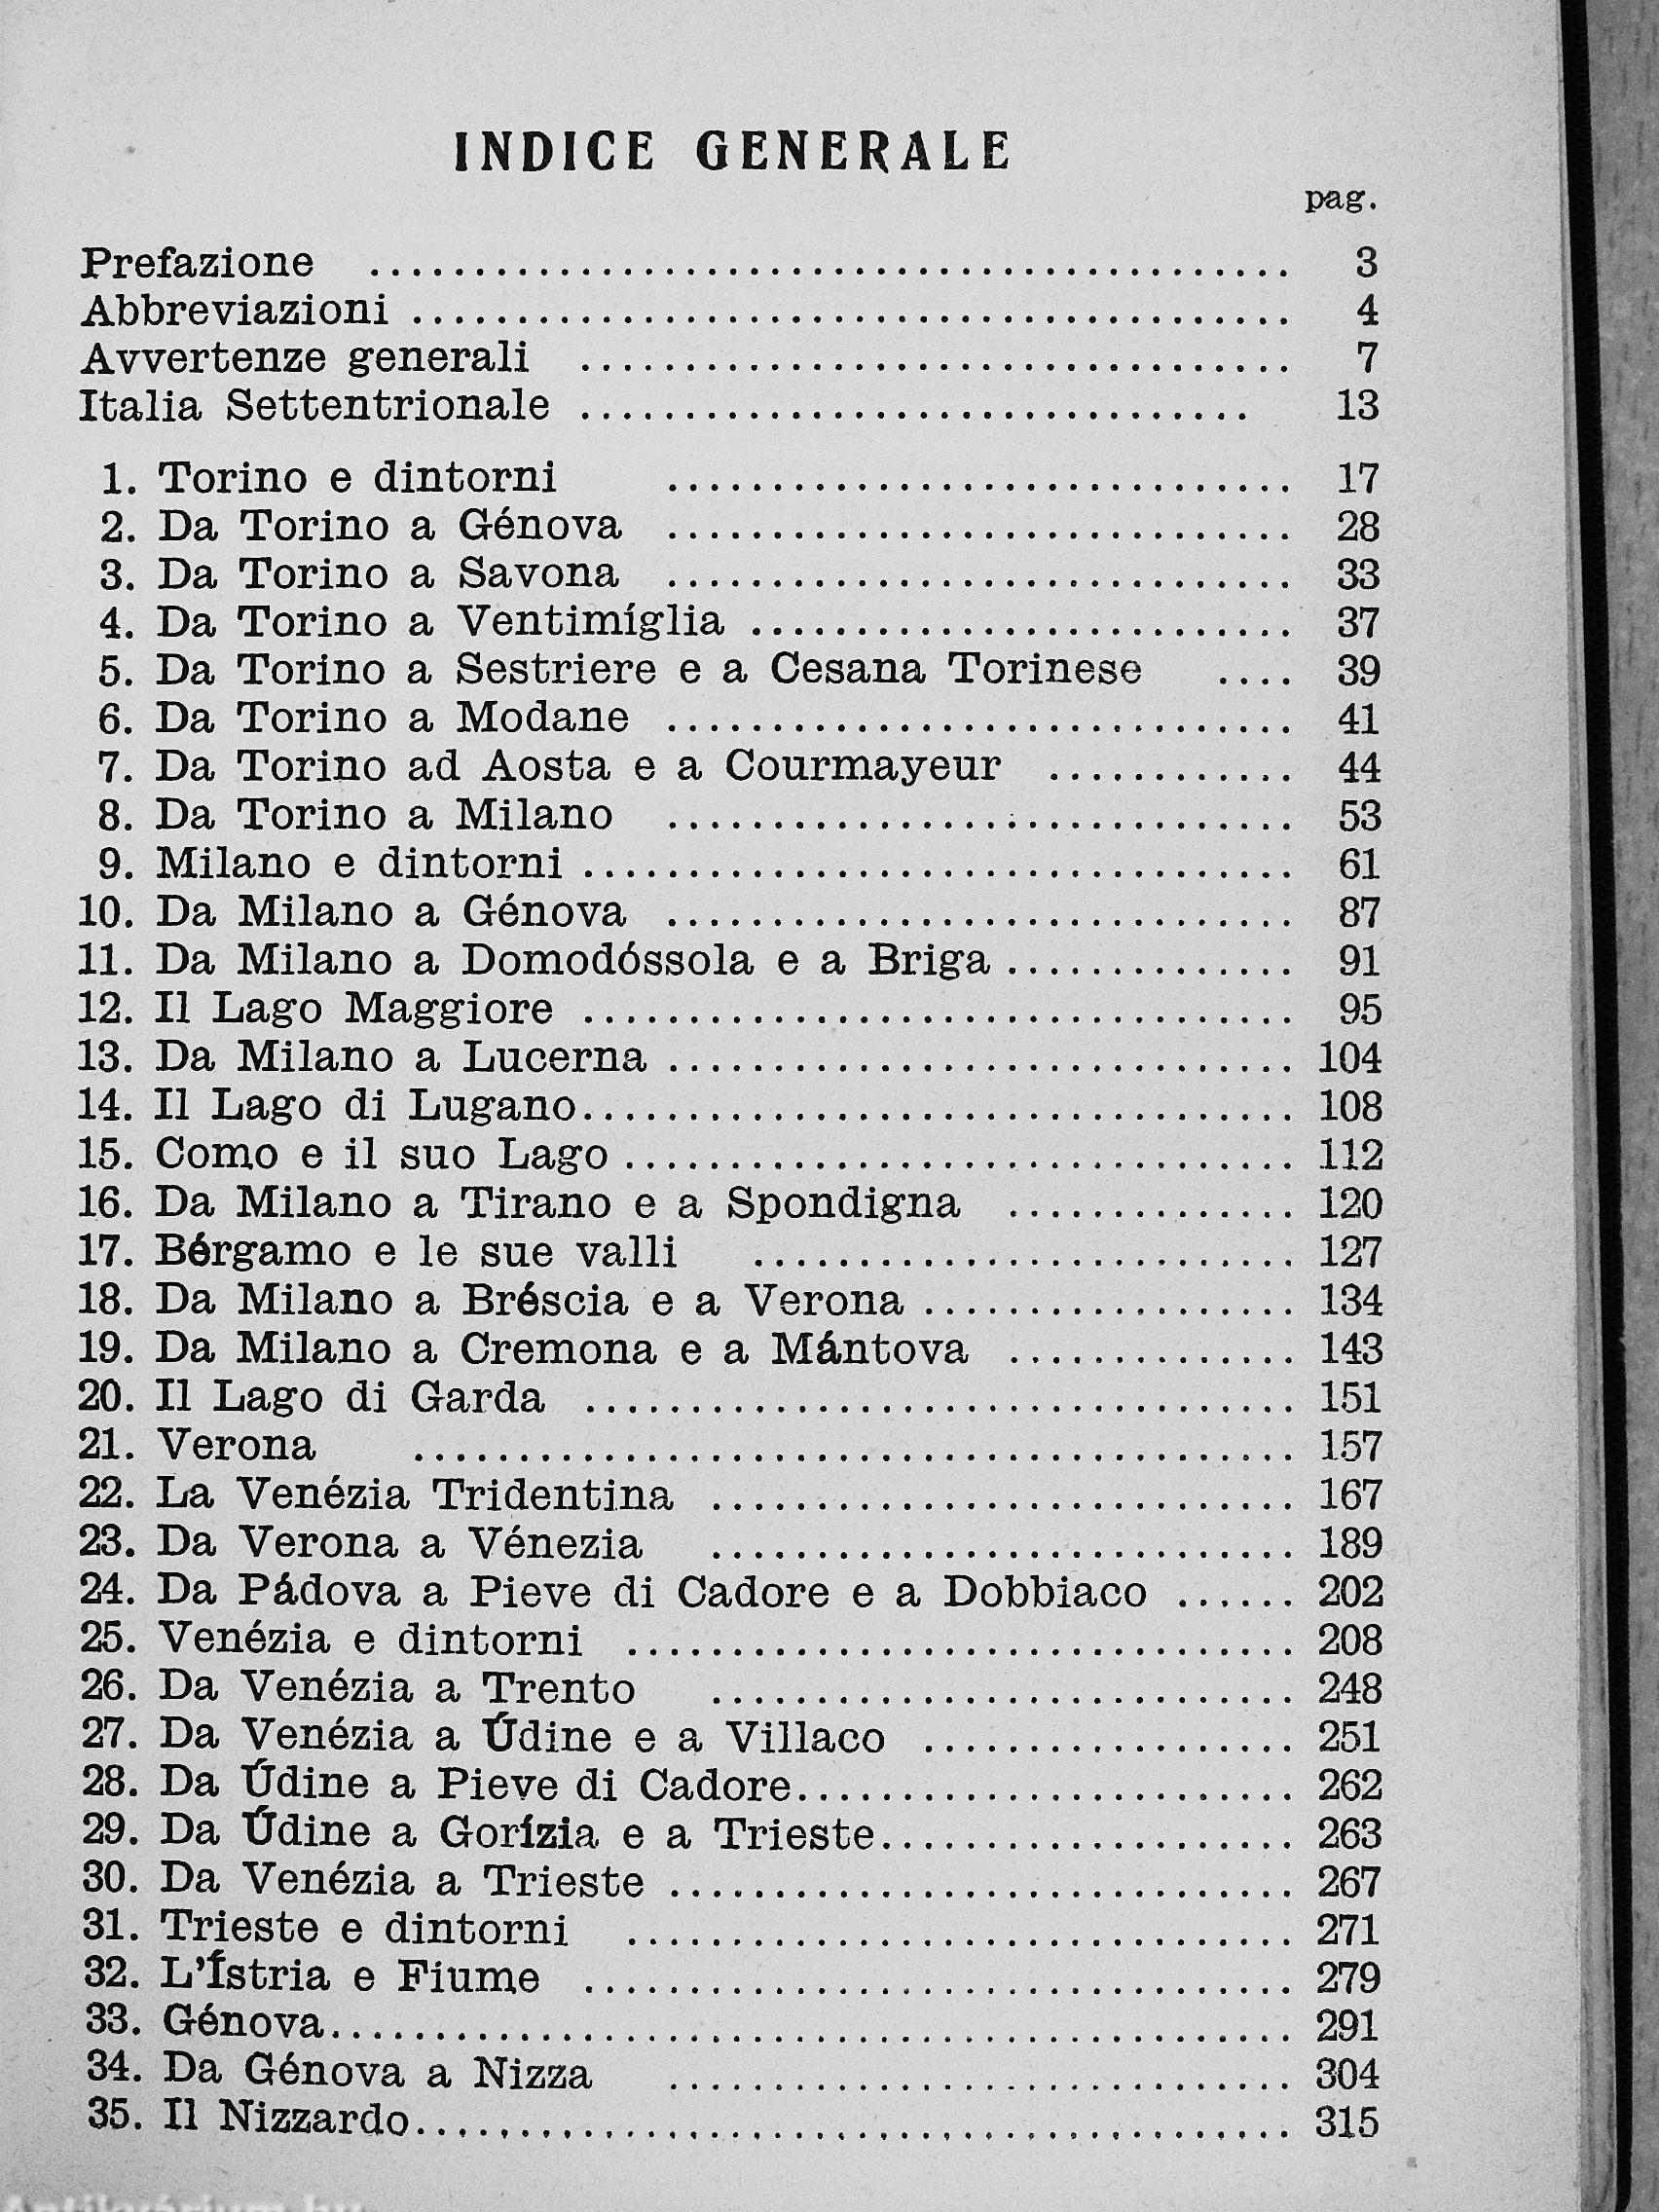 INDICE GENERALE
pag.
Prefazione ............................................ 3
Abbreviazioni .......................................... 4
Avvertenze generali .................................. 7
Italia Settentrionale ................................ 13
1. Torino e dintorni .............................. 17
2. Da Torino a Génova .............................. 28
3. Da Torino a Savona .............................. 33
4. Da Torino a Ventimíglia .......................... 37
5. Da Torino a Sestriere e a Cesana Torinese .... 39
6. Da Torino a Modane .............................. 41
7. Da Torino ad Aosta e a Courmayeur ............ 44
8. Da Torino a Milano .............................. 53
9. Milano e dintorni .................................. 61
10. Da Milano a Génova .............................. 87
11. Da Milano a Domodóssola e a Briga .............. 91
12. Il Lago Maggiore .................................. 95
13. Da Milano a Lucerna .............................. 104
14. Il Lago di Lugano.................................. 108
15. Como e il suo Lago ................................ 112
16. Da Milano a Tirano e a Spondigna .............. 120
17. Bérgamo e le sue valli .......................... 127
18. Da Milano a Bréscia e a Verona .................. 134
19. Da Milano a Cremona e a Mántova .............. 143
20. Il Lago di Garda .................................. 151
21. Verona .......................................... 157
22. La Venézia Tridentina ............................ 167
23. Da Verona a Vénezia ............................ 189
24. Da Pádova a Pieve di Cadore e a Dobbiaco ...... 202
25. Venézia e dintorni ................................ 208
26. Da Venézia a Trento ............................ 248
27. Da Venézia a Údine e a Villaco .................. 251
28. Da Údine a Pieve di Cadore........................ 262
29. Da Údine a Gorízia e a Trieste.................... 263
30. Da Venézia a Trieste .............................. 267
31. Trieste e dintorni ................................ 271
32. L'Ístria e Fiume .................................. 279
33. Génova.............................................. 291
34. Da Génova a Nizza .............................. 304
35. Il Nizzardo.......................................... 315